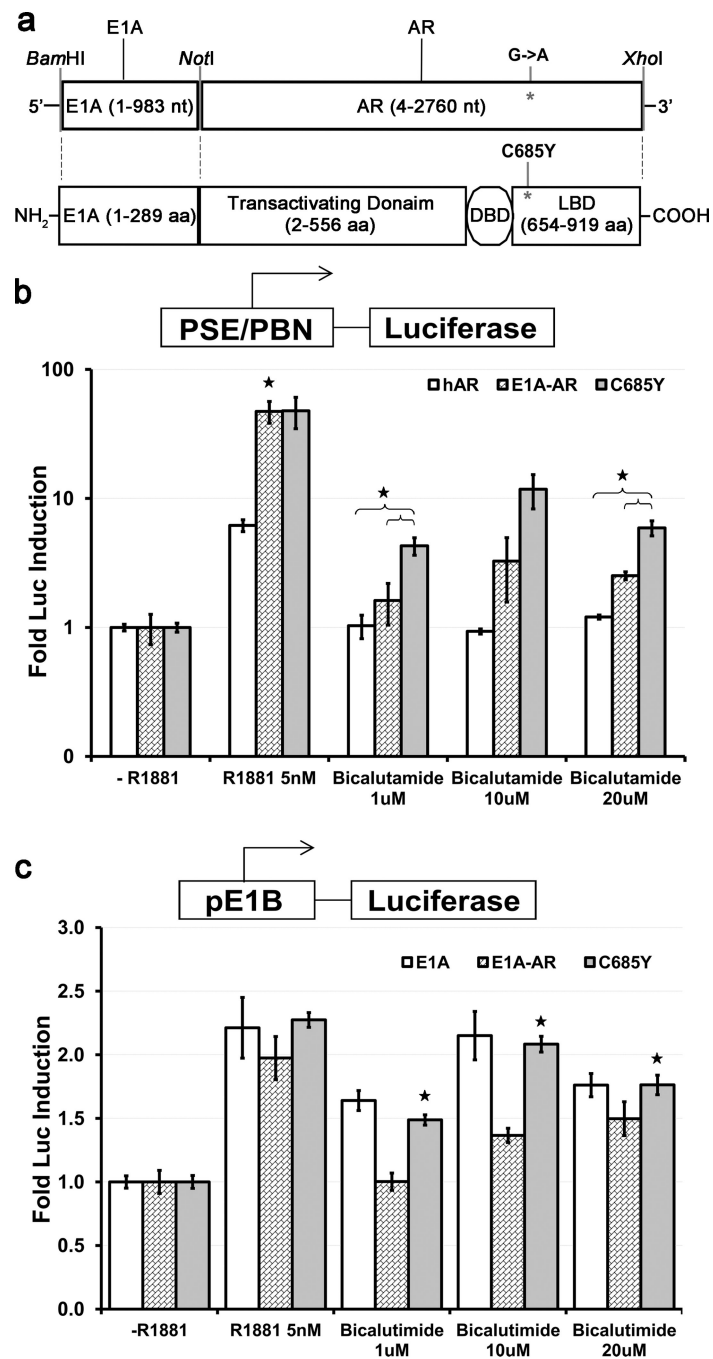 a
E1A AR
BamHI NotI G->A XhoI
5’ E1A (1-983 nt) AR (4-2760 nt) * 3’
C685Y
NH2 E1A (1-289 aa) Transactivating Donaim (2-556 aa) DBD * LBD (654-919 aa) COOH
b
PSE/PBN Luciferase
Fold Luc Induction
100
10
1
0
hAR E1A-AR C685Y
★
★
★
- R1881 R1881 5nM Bicalutamide 1uM Bicalutamide 10uM Bicalutamide 20uM
c
pE1B Luciferase
Fold Luc Induction
3.0
2.5
2.0
1.5
1.0
0.5
0.0
E1A E1A-AR C685Y
★
★
★
-R1881 R1881 5nM Bicalutimide 1uM Bicalutimide 10uM Bicalutimide 20uM